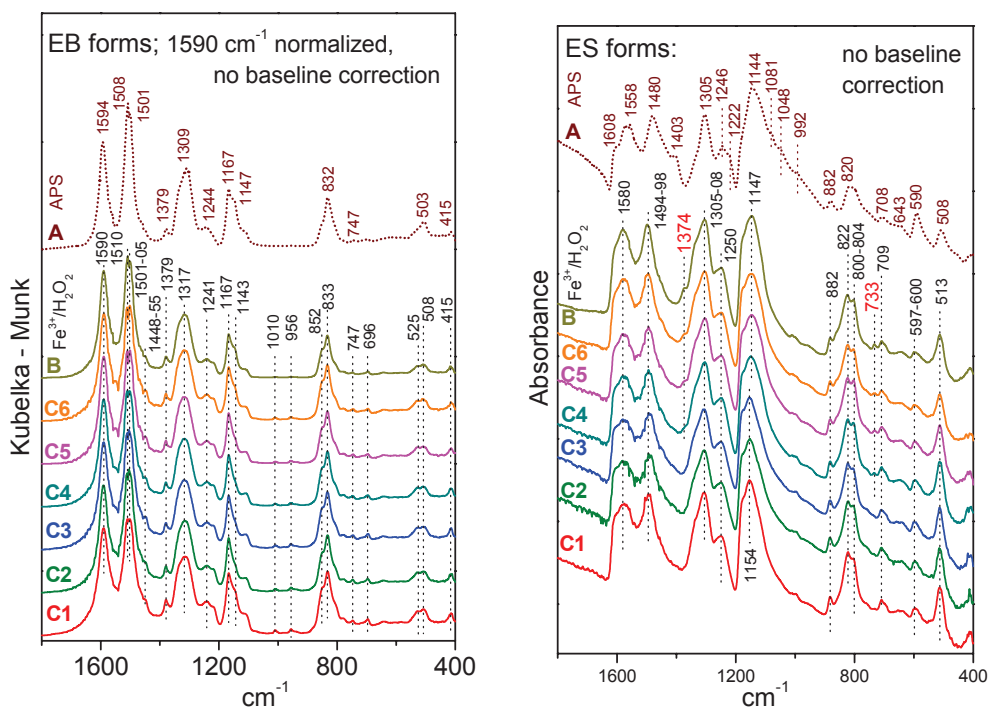 EB forms; 1590 cm⁻¹ normalized,
no baseline correction
1594
1508
1501
1379
1309
1244
1167
1147
832
747
503
415
APS
A
1590
1510
1501-05
1448-55
1379
1317
1241
1167
1143
1010
956
852
833
747
696
525
508
415
Fe³⁺/H₂O₂
B
C6
C5
C4
C3
C2
C1
Kubelka - Munk
1600
1200
800
400
cm⁻¹
ES forms:
no baseline
correction
APS
A
1608
1558
1480
1403
1305
1246
1222
1144
1081
1048
992
882
820
708
643
590
508
Fe³⁺/H₂O₂
B
1580
1494-98
1374
1305-08
1250
1147
882
822
800-804
733
709
597-600
513
C6
C5
C4
C3
C2
C1
1154
Absorbance
1600
1200
800
400
cm⁻¹